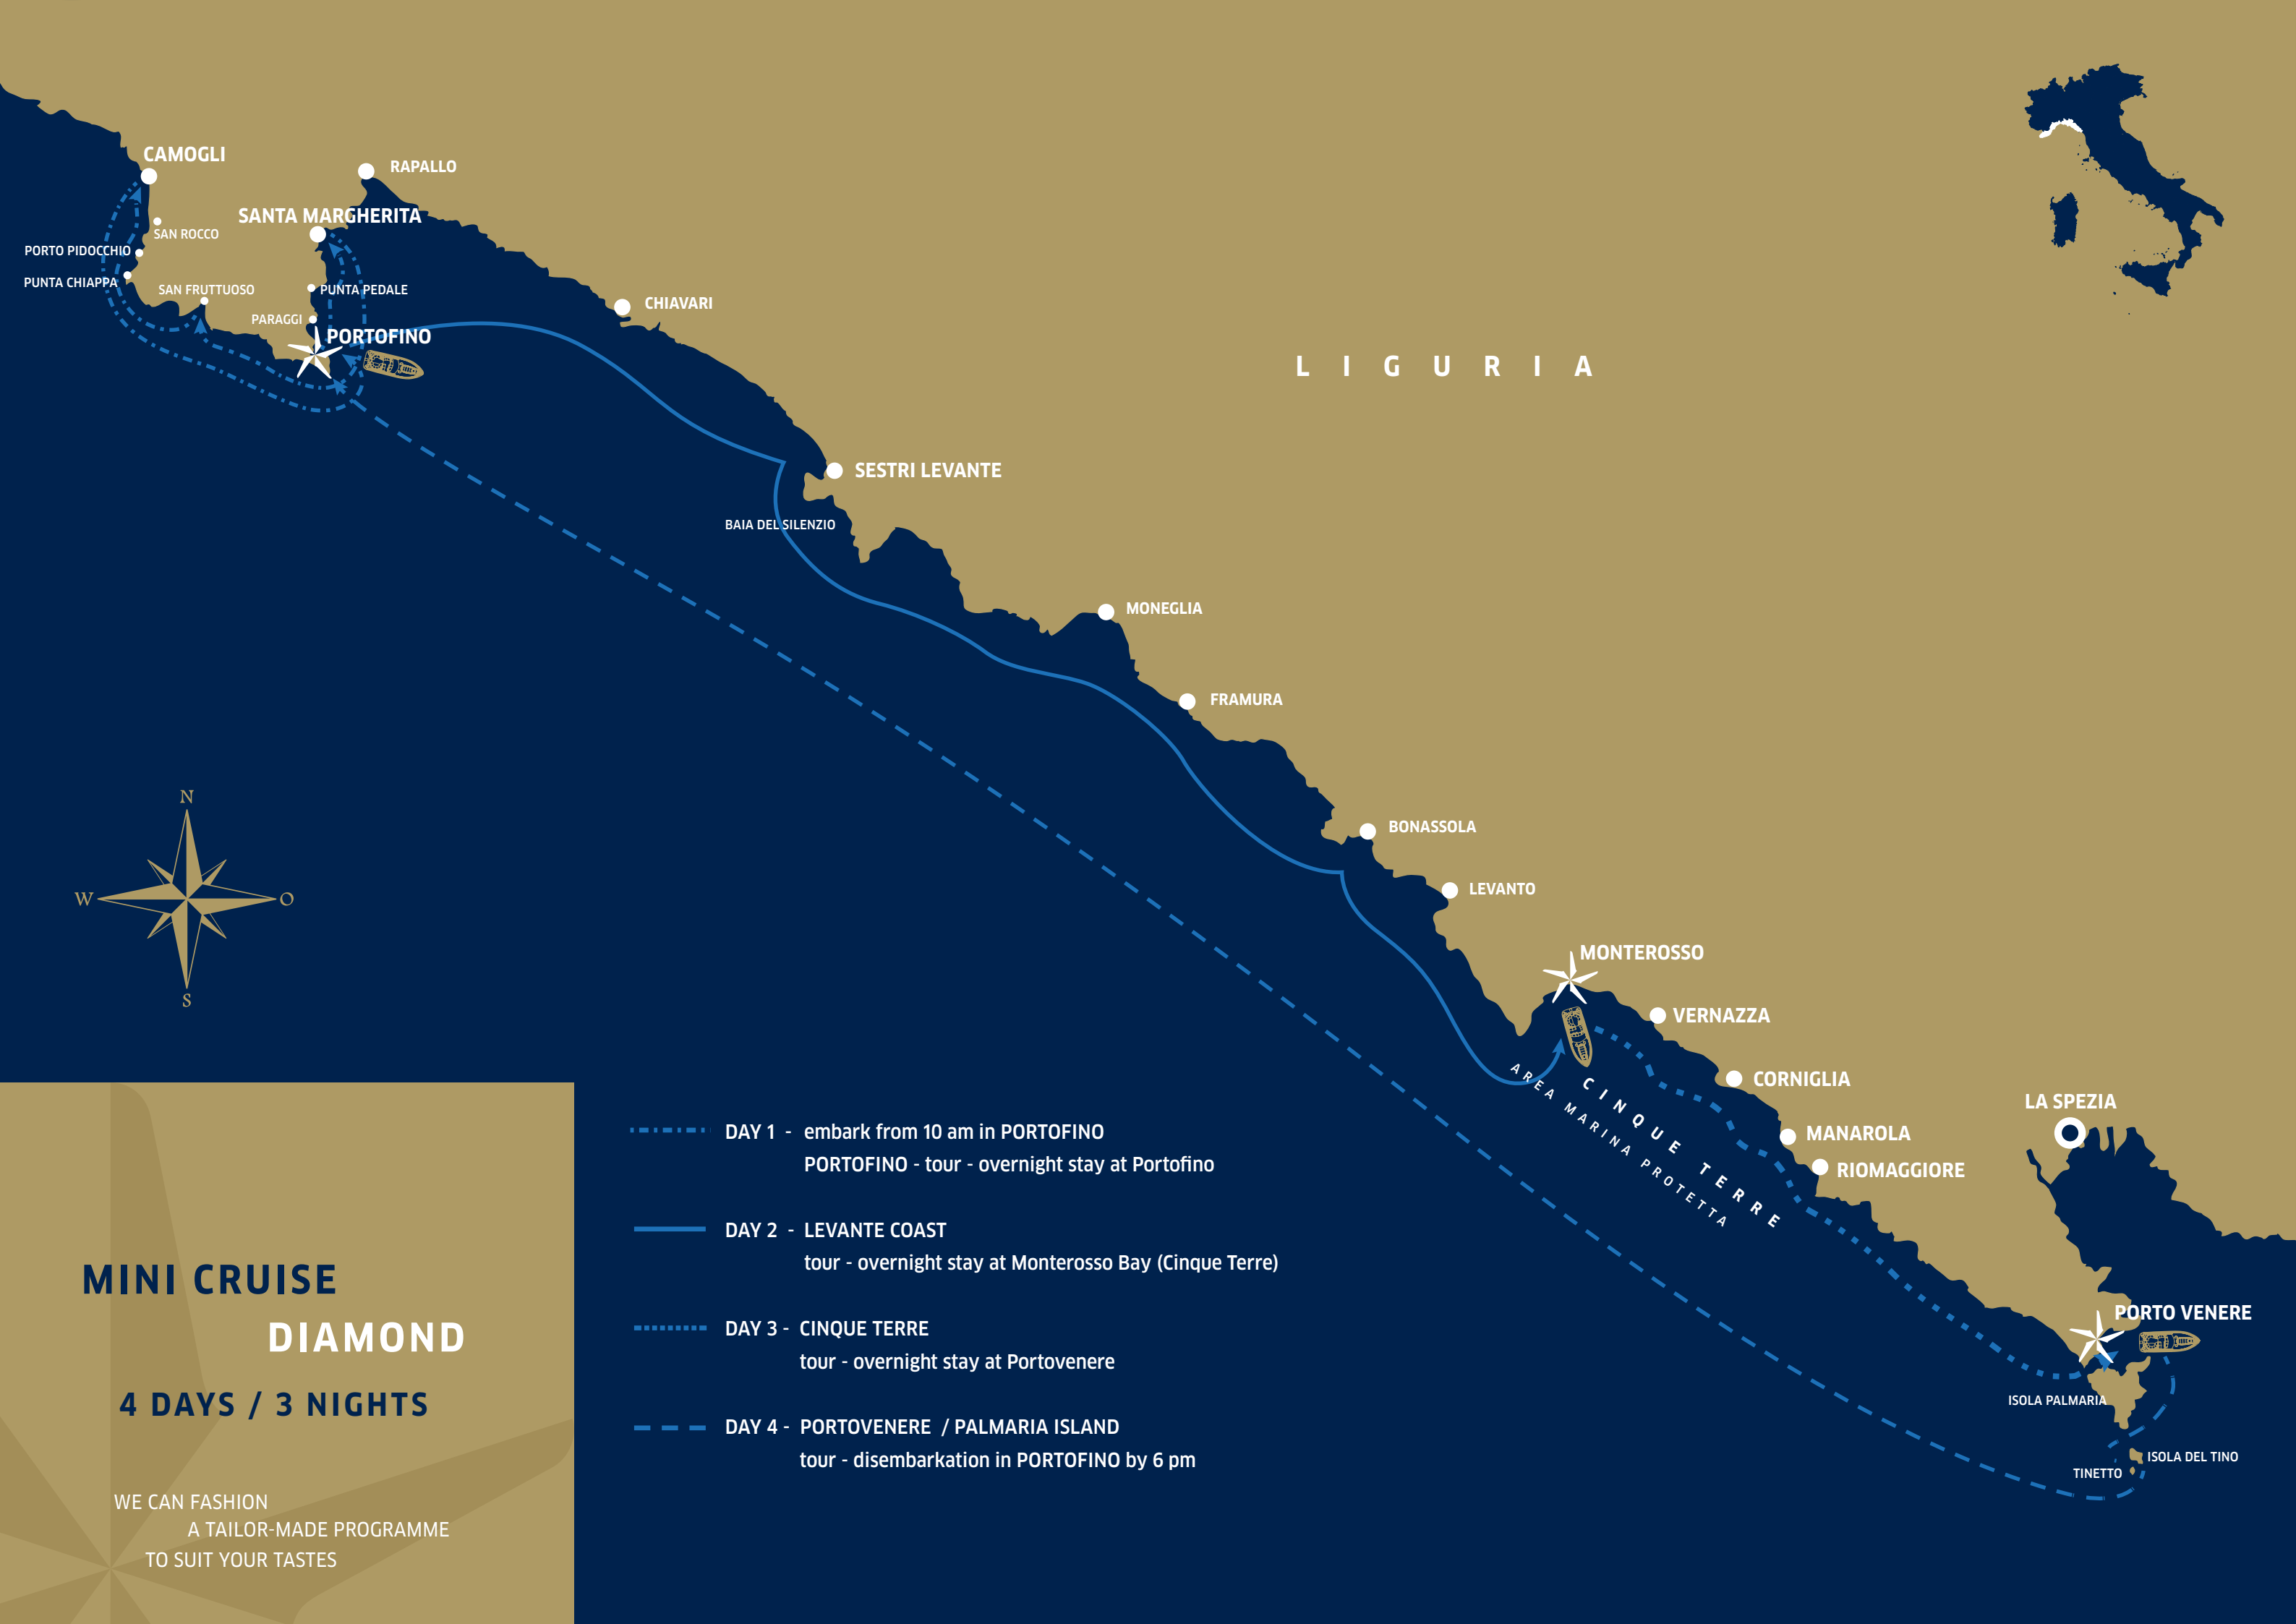 CAMOGLI
RAPALLO
SANTA MARGHERITA
SAN ROCCO
PORTO PIDOCCHIO
PUNTA CHIAPPA
SAN FRUTTUOSO
PUNTA PEDALE
PARAGGI
PORTOFINO
CHIAVARI
LIGURIA
SESTRI LEVANTE
BAIA DEL SILENZIO
MONEGLIA
FRAMURA
BONASSOLA
LEVANTO
MONTEROSSO
VERNAZZA
CORNIGLIA
MANAROLA
RIOMAGGIORE
CINQUE TERRE
AREA MARINA PROTETTA
LA SPEZIA
PORTO VENERE
ISOLA PALMARIA
ISOLA DEL TINO
TINETTO
N
W
O
S
DAY 1 - embark from 10 am in PORTOFINO
PORTOFINO - tour - overnight stay at Portofino
DAY 2 - LEVANTE COAST
tour - overnight stay at Monterosso Bay (Cinque Terre)
DAY 3 - CINQUE TERRE
tour - overnight stay at Portovenere
DAY 4 - PORTOVENERE / PALMARIA ISLAND
tour - disembarkation in PORTOFINO by 6 pm
MINI CRUISE
DIAMOND
4 DAYS / 3 NIGHTS
WE CAN FASHION
A TAILOR-MADE PROGRAMME
TO SUIT YOUR TASTES